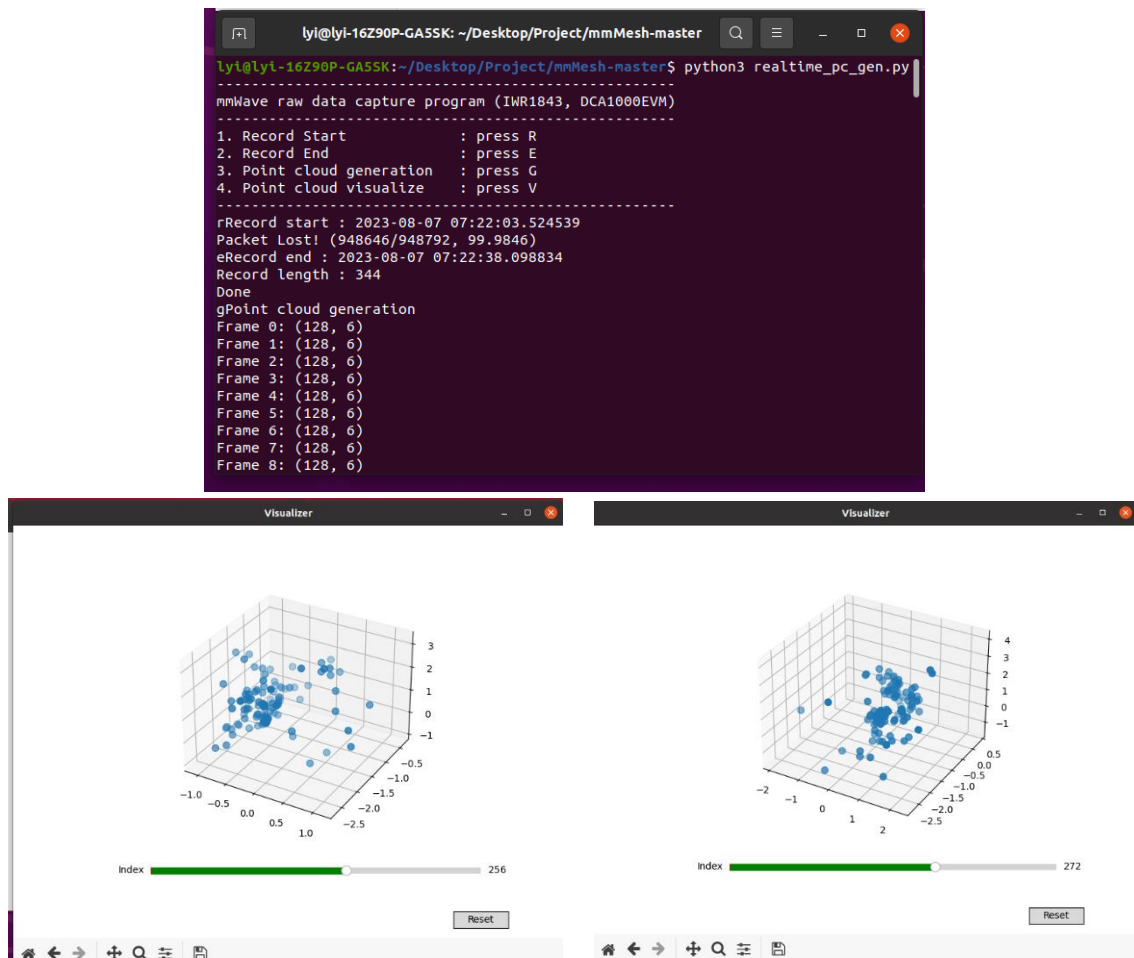 lyi@lyi-16Z90P-GA5SK: ~/Desktop/Project/mmMesh-master
lyi@lyi-16Z90P-GA5SK:~/Desktop/Project/mmMesh-master$ python3 realtime_pc_gen.py
------------------------------------------------------
mmWave raw data capture program (IWR1843, DCA1000EVM)
------------------------------------------------------
1. Record Start : press R
2. Record End : press E
3. Point cloud generation : press G
4. Point cloud visualize : press V
------------------------------------------------------
rRecord start : 2023-08-07 07:22:03.524539
Packet Lost! (948646/948792, 99.9846)
eRecord end : 2023-08-07 07:22:38.098834
Record length : 344
Done
gPoint cloud generation
Frame 0: (128, 6)
Frame 1: (128, 6)
Frame 2: (128, 6)
Frame 3: (128, 6)
Frame 4: (128, 6)
Frame 5: (128, 6)
Frame 6: (128, 6)
Frame 7: (128, 6)
Frame 8: (128, 6)
Visualizer
3
2
1
0
−1
−0.5
−1.0
−1.5
−2.0
−2.5
−1.0
−0.5
0.0
0.5
1.0
Index 256
Reset
Visualizer
4
3
2
1
0
−1
0.5
0.0
−0.5
−1.0
−1.5
−2.0
−2.5
−2
−1
0
1
2
Index 272
Reset